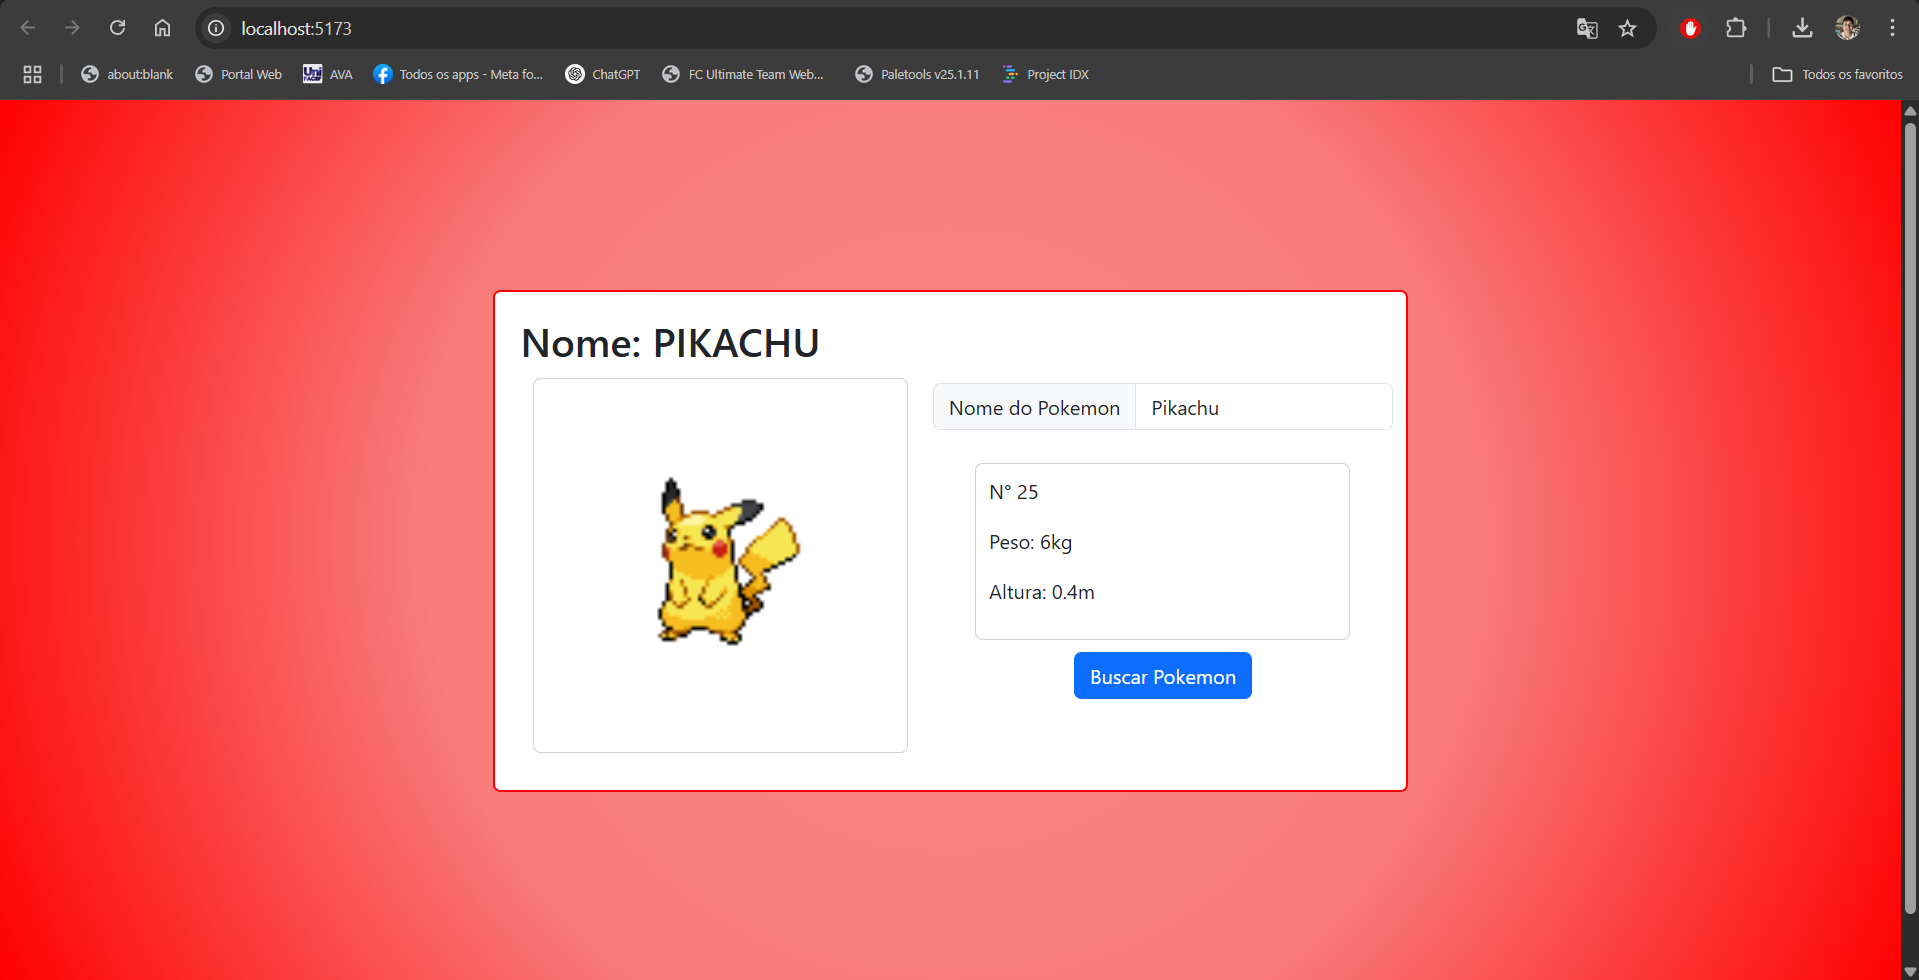 localhost:5173
about:blank
Portal Web
AVA
Todos os apps - Meta fo...
ChatGPT
FC Ultimate Team Web...
Paletools v25.1.11
Project IDX
Todos os favoritos
Nome: PIKACHU
Nome do Pokemon
Pikachu
N° 25
Peso: 6kg
Altura: 0.4m
Buscar Pokemon